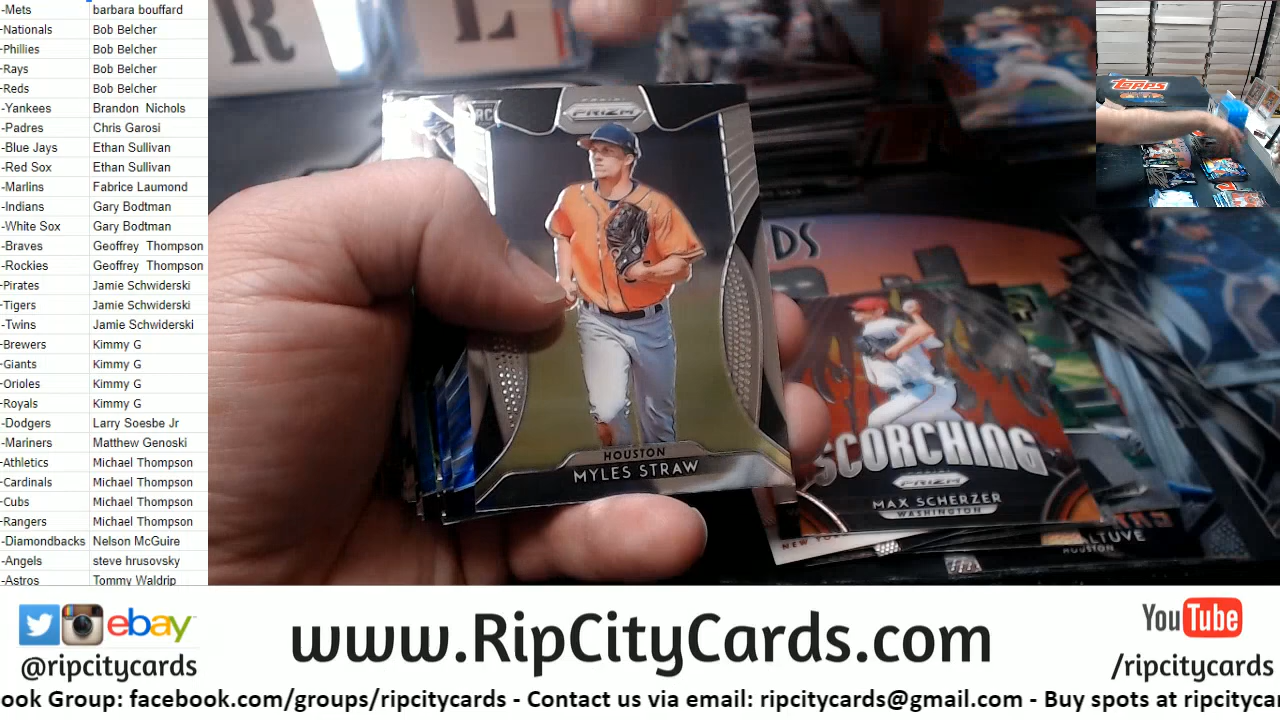 -Mets barbara bouffard
-Nationals Bob Belcher
-Phillies Bob Belcher
-Rays Bob Belcher
-Reds Bob Belcher
-Yankees Brandon Nichols
-Padres Chris Garosi
-Blue Jays Ethan Sullivan
-Red Sox Ethan Sullivan
-Marlins Fabrice Laumond
-Indians Gary Bodtman
-White Sox Gary Bodtman
-Braves Geoffrey Thompson
-Rockies Geoffrey Thompson
-Pirates Jamie Schwiderski
-Tigers Jamie Schwiderski
-Twins Jamie Schwiderski
-Brewers Kimmy G
-Giants Kimmy G
-Orioles Kimmy G
-Royals Kimmy G
-Dodgers Larry Soesbe Jr
-Mariners Matthew Genoski
-Athletics Michael Thompson
-Cardinals Michael Thompson
-Cubs Michael Thompson
-Rangers Michael Thompson
-Diamondbacks Nelson McGuire
-Angels steve hrusovsky
-Astros Tommy Waldrip
R L
RC
PRIZM
HOUSTON
MYLES STRAW
DS
SCORCHING
PRIZM
MAX SCHERZER
WASHINGTON
NEW YO
ALTUVE
HOUSTON
TOPPS
ebay
@ripcitycards
www.RipCityCards.com
YouTube
/ripcitycards
ook Group: facebook.com/groups/ripcitycards - Contact us via email: ripcitycards@gmail.com - Buy spots at ripcityca